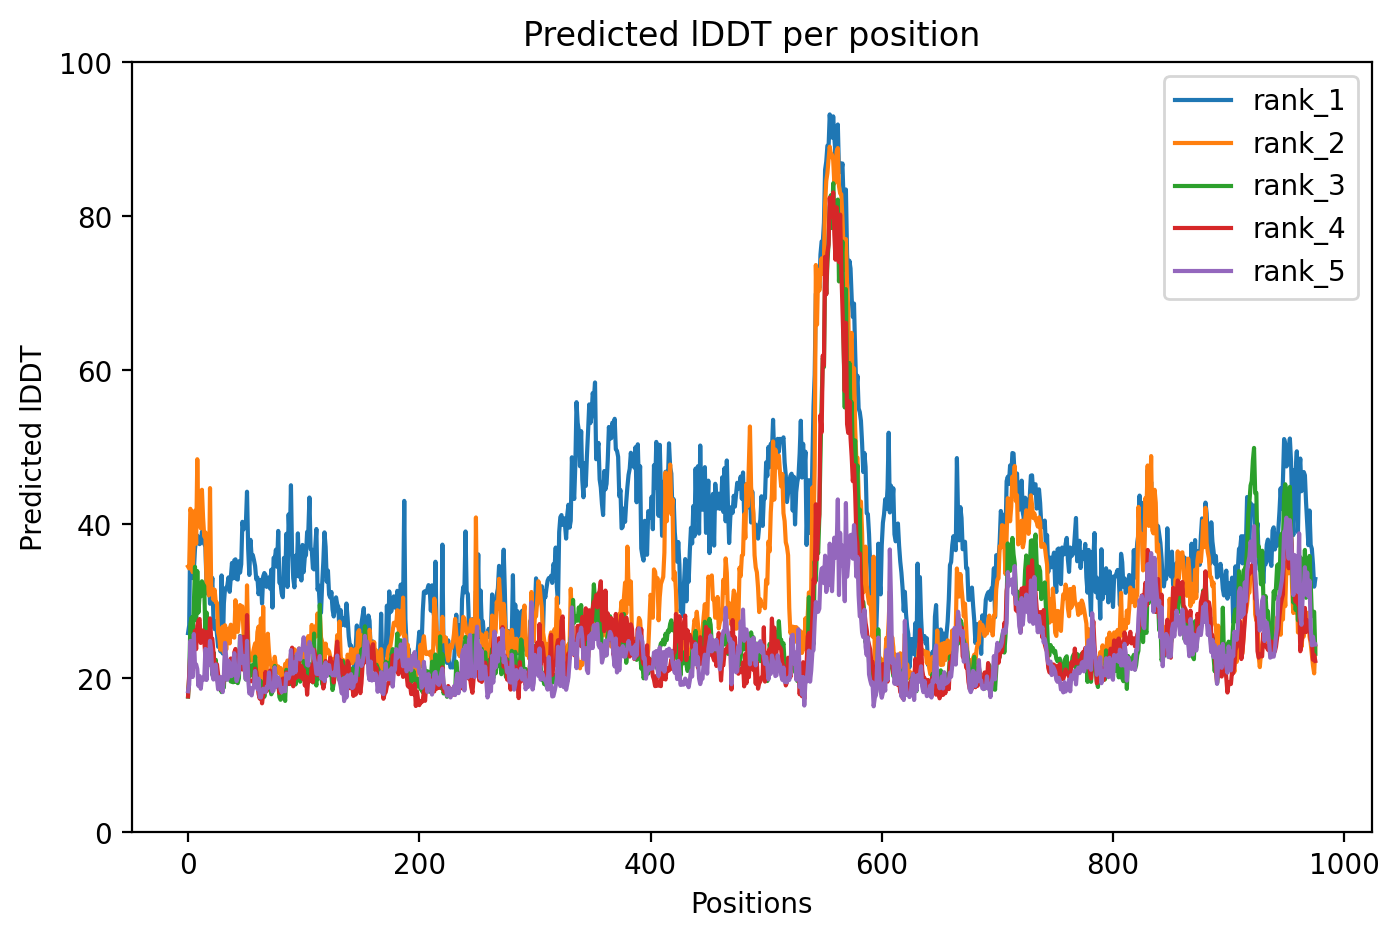 Predicted lDDT per position
100
80
60
40
20
0
Predicted lDDT
0 200 400 600 800 1000
Positions
rank_1
rank_2
rank_3
rank_4
rank_5